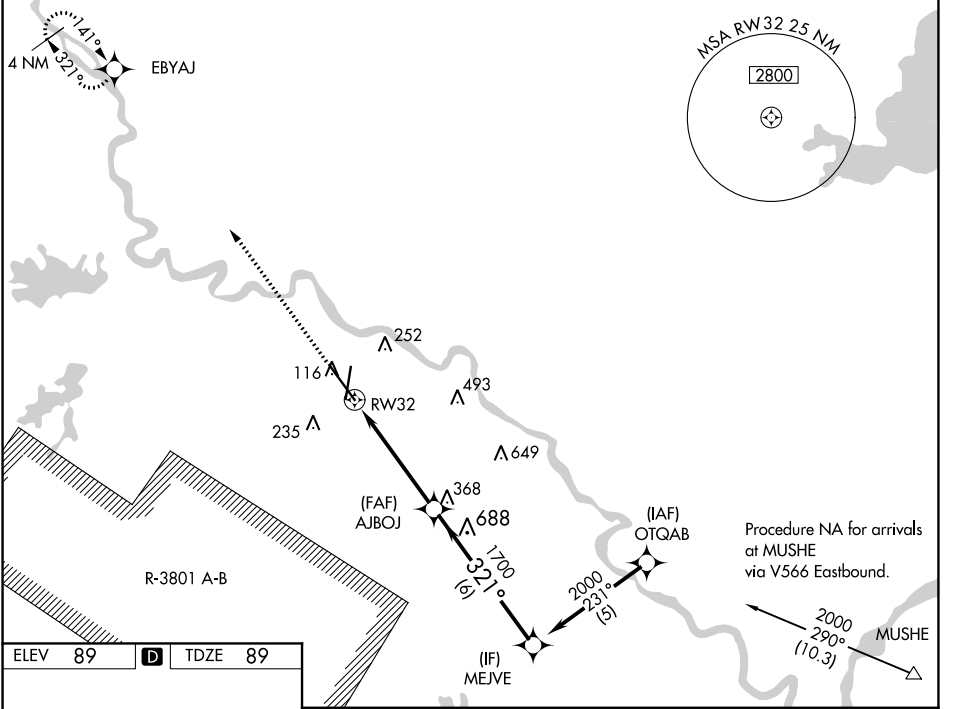 141°
321°
4 NM
EBYAJ
MSA RW32 25 NM
2800
252
116
493
RW32
235
649
(FAF)
AJBOJ
368
688
(IAF)
OTQAB
Procedure NA for arrivals
at MUSHE
via V566 Eastbound.
1700
321°
(6)
R-3801 A-B
2000
231°
(5)
2000
290°
(10.3)
MUSHE
(IF)
MEJVE
ELEV 89 D TDZE 89